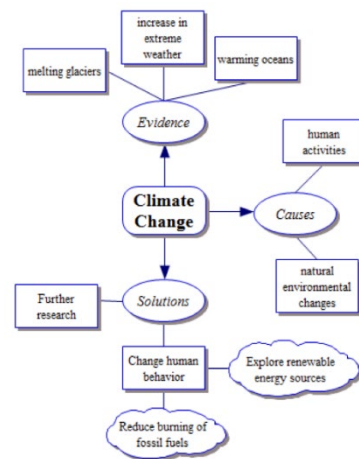 increase in
extreme
weather
melting glaciers
warming oceans
Evidence
human
activities
Climate
Change
Causes
natural
environmental
changes
Further
research
Solutions
Change human
behavior
Explore renewable
energy sources
Reduce burning of
fossil fuels